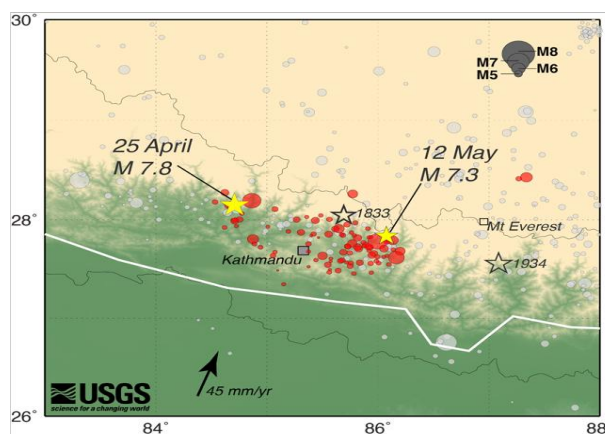 30°
M8
M7
M6
M5
25 April
M 7.8
12 May
M 7.3
1833
28°
Mt Everest
Kathmandu
1934
45 mm/yr
USGS
science for a changing world
26°
84°
86°
88